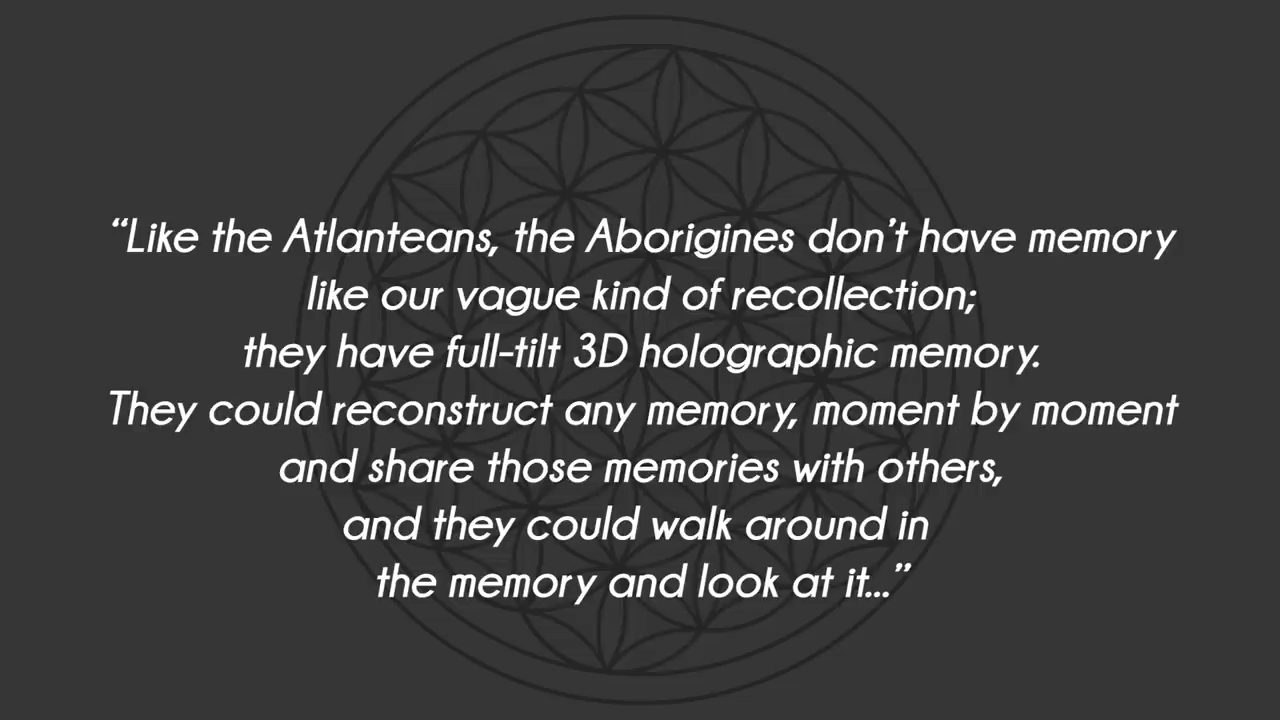 “Like the Atlanteans, the Aborigines don’t have memory
like our vague kind of recollection;
they have full-tilt 3D holographic memory.
They could reconstruct any memory, moment by moment
and share those memories with others,
and they could walk around in
the memory and look at it...”